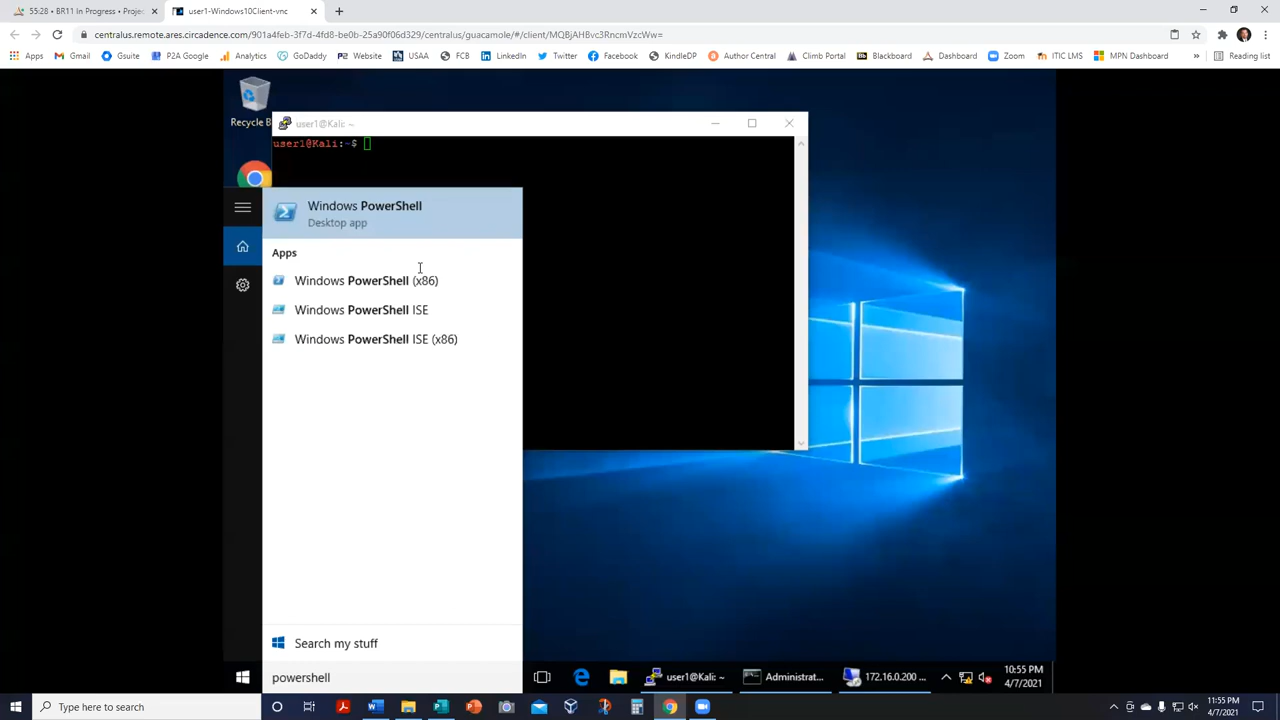 55:28 - BR11 In Progress - Projec
user1-Windows10Client-vnc
centralus.remote.ares.circadence.com/901a4feb-3f7d-4fd8-be0b-25a90f06d329/centralus/guacamole/#/client/MQBjAHBvc3RncmVzcWw=
Apps
Gmail
Gsuite
P2A Google
Analytics
GoDaddy
P2 Website
USAA
FCB
LinkedIn
Twitter
Facebook
KindleDP
Author Central
Climb Portal
Blackboard
Dashboard
Zoom
ITIC LMS
MPN Dashboard
»
Reading list
Recycle B
user1@Kali: ~
user1@Kali:~$
Windows PowerShell
Desktop app
Apps
Windows PowerShell (x86)
Windows PowerShell ISE
Windows PowerShell ISE (x86)
Search my stuff
powershell
user1@Kali: ~
Administrat...
172.16.0.200 ...
10:55 PM
4/7/2021
Type here to search
11:55 PM
4/7/2021